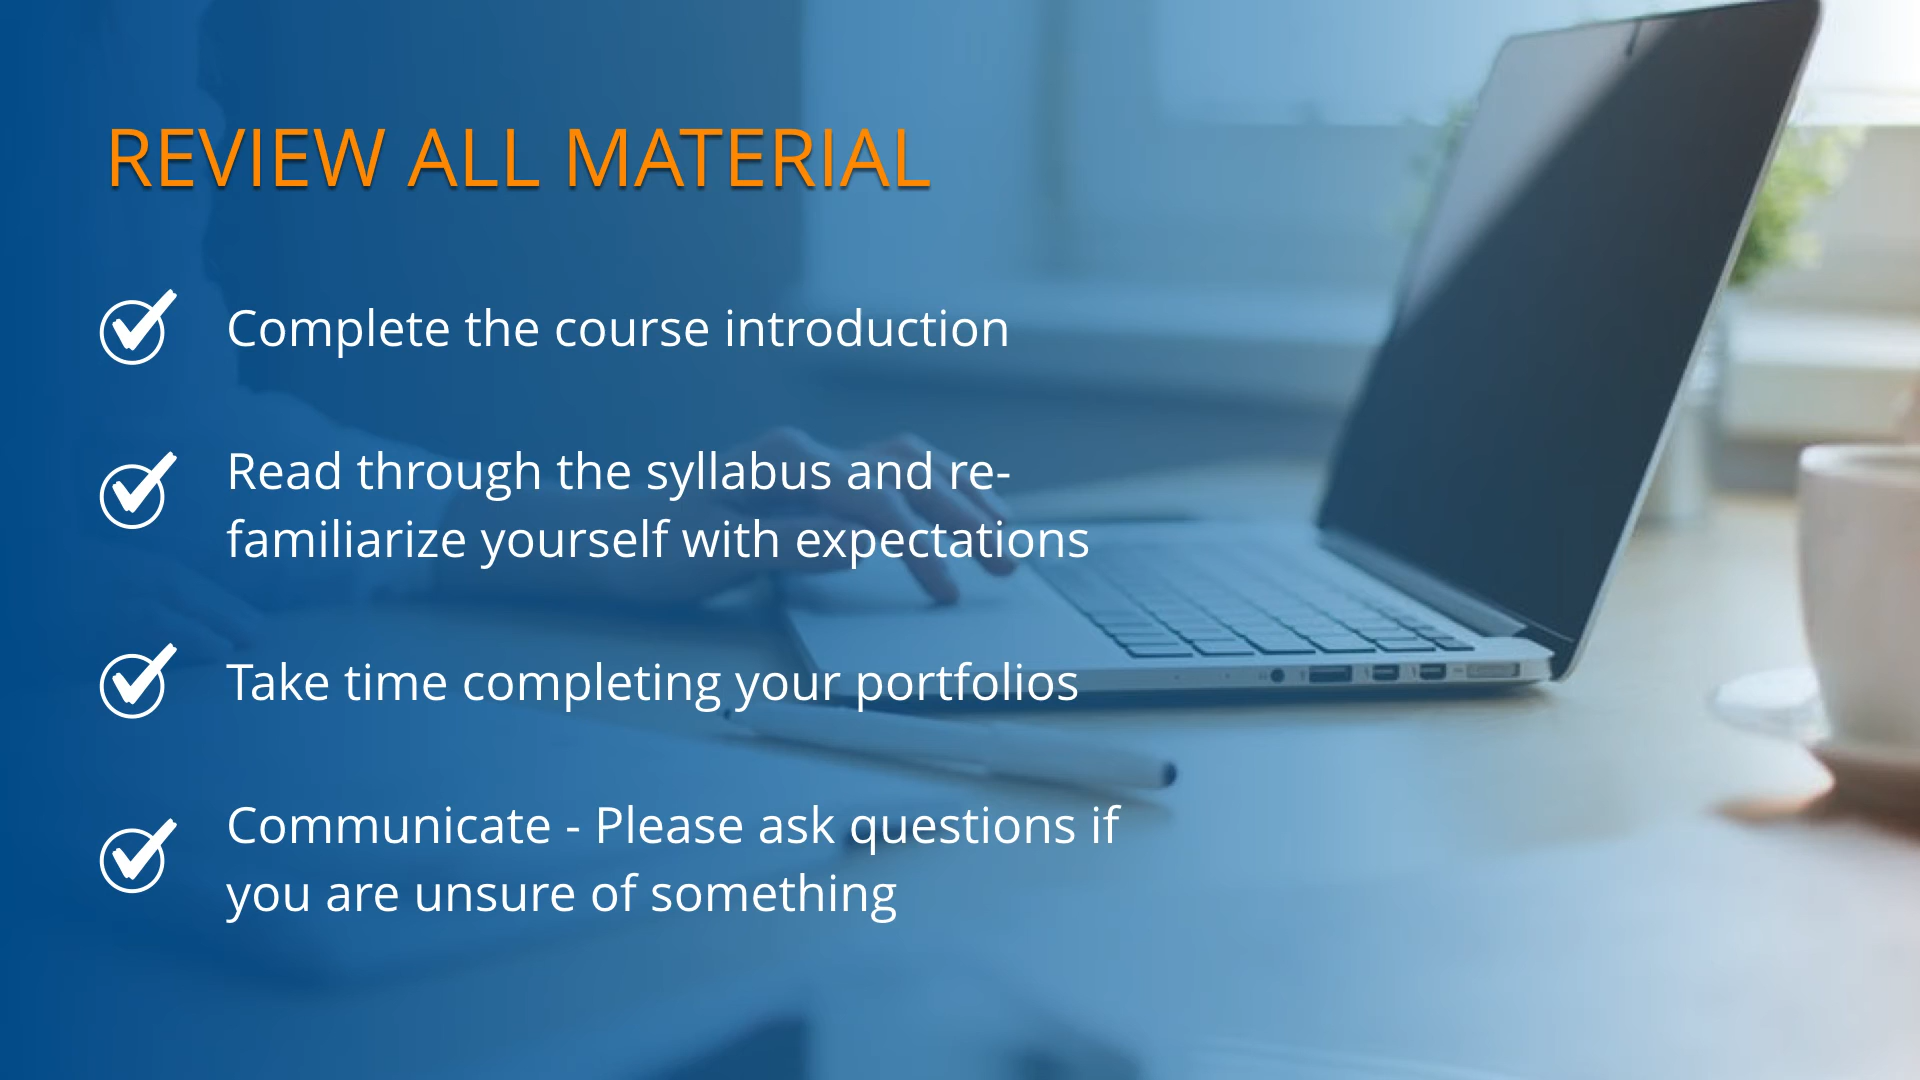 REVIEW ALL MATERIAL
Complete the course introduction
Read through the syllabus and re-
familiarize yourself with expectations
Take time completing your portfolios
Communicate - Please ask questions if
you are unsure of something